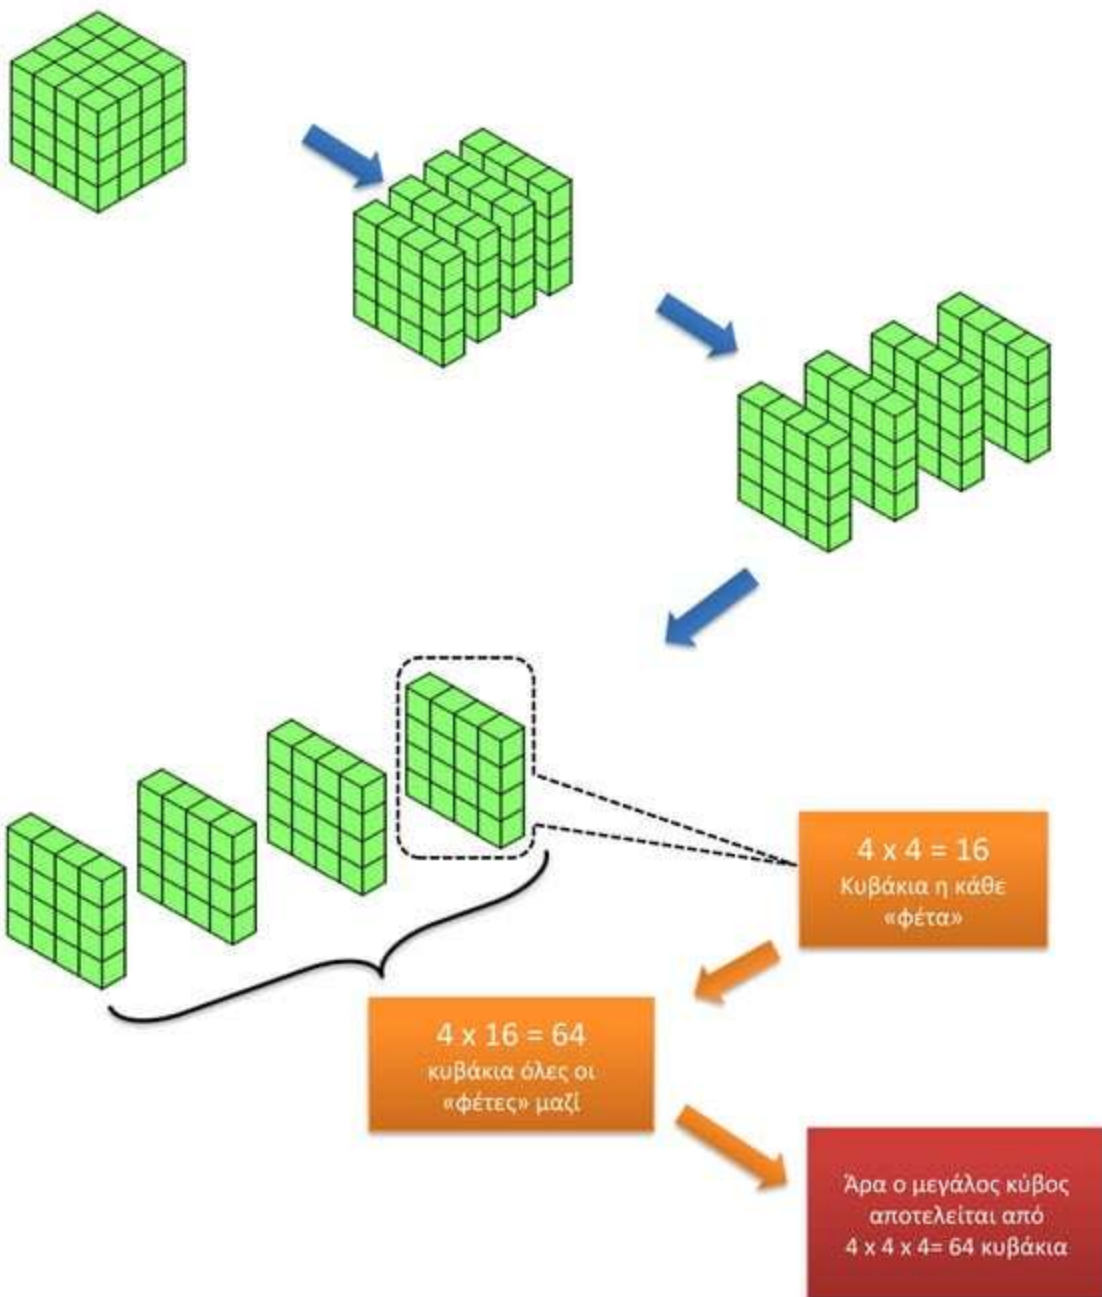 4 x 4 = 16
Κυβάκια η κάθε
«φέτα»
4 x 16 = 64
κυβάκια όλες οι
«φέτες» μαζί
Άρα ο μεγάλος κύβος
αποτελείται από
4 x 4 x 4= 64 κυβάκια